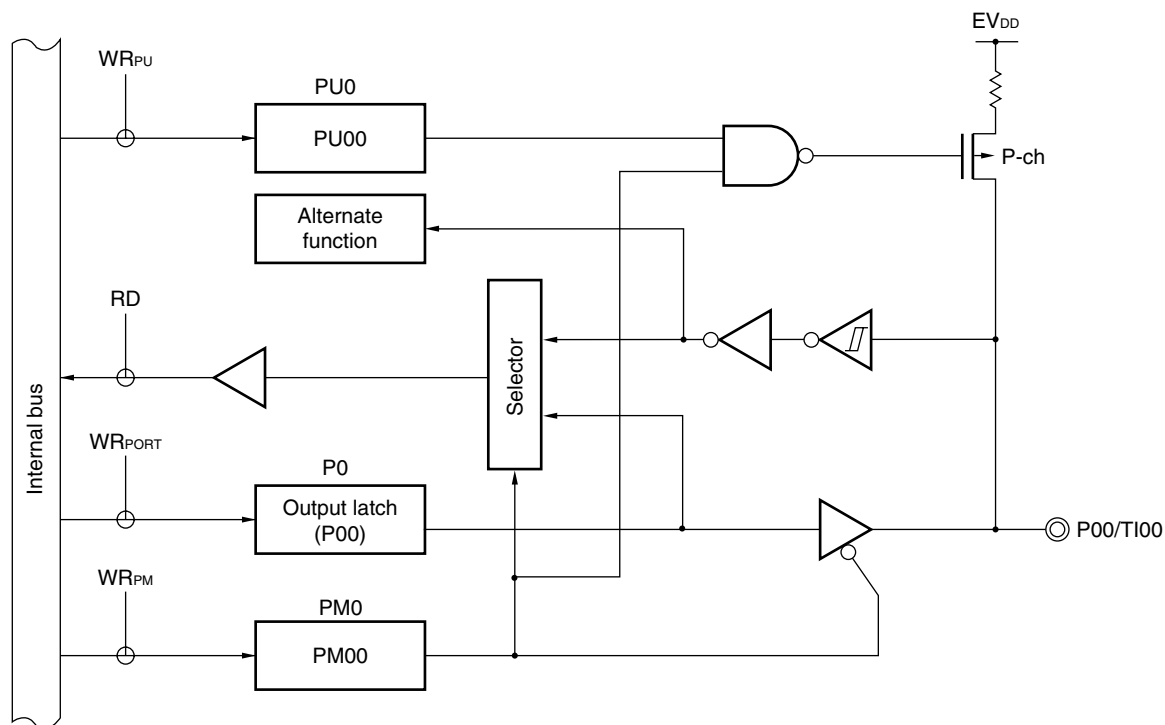 EVDD
WRPU
PU0
PU00
P-ch
Alternate
function
RD
Selector
Internal bus
WRPORT
P0
Output latch
(P00)
P00/TI00
WRPM
PM0
PM00